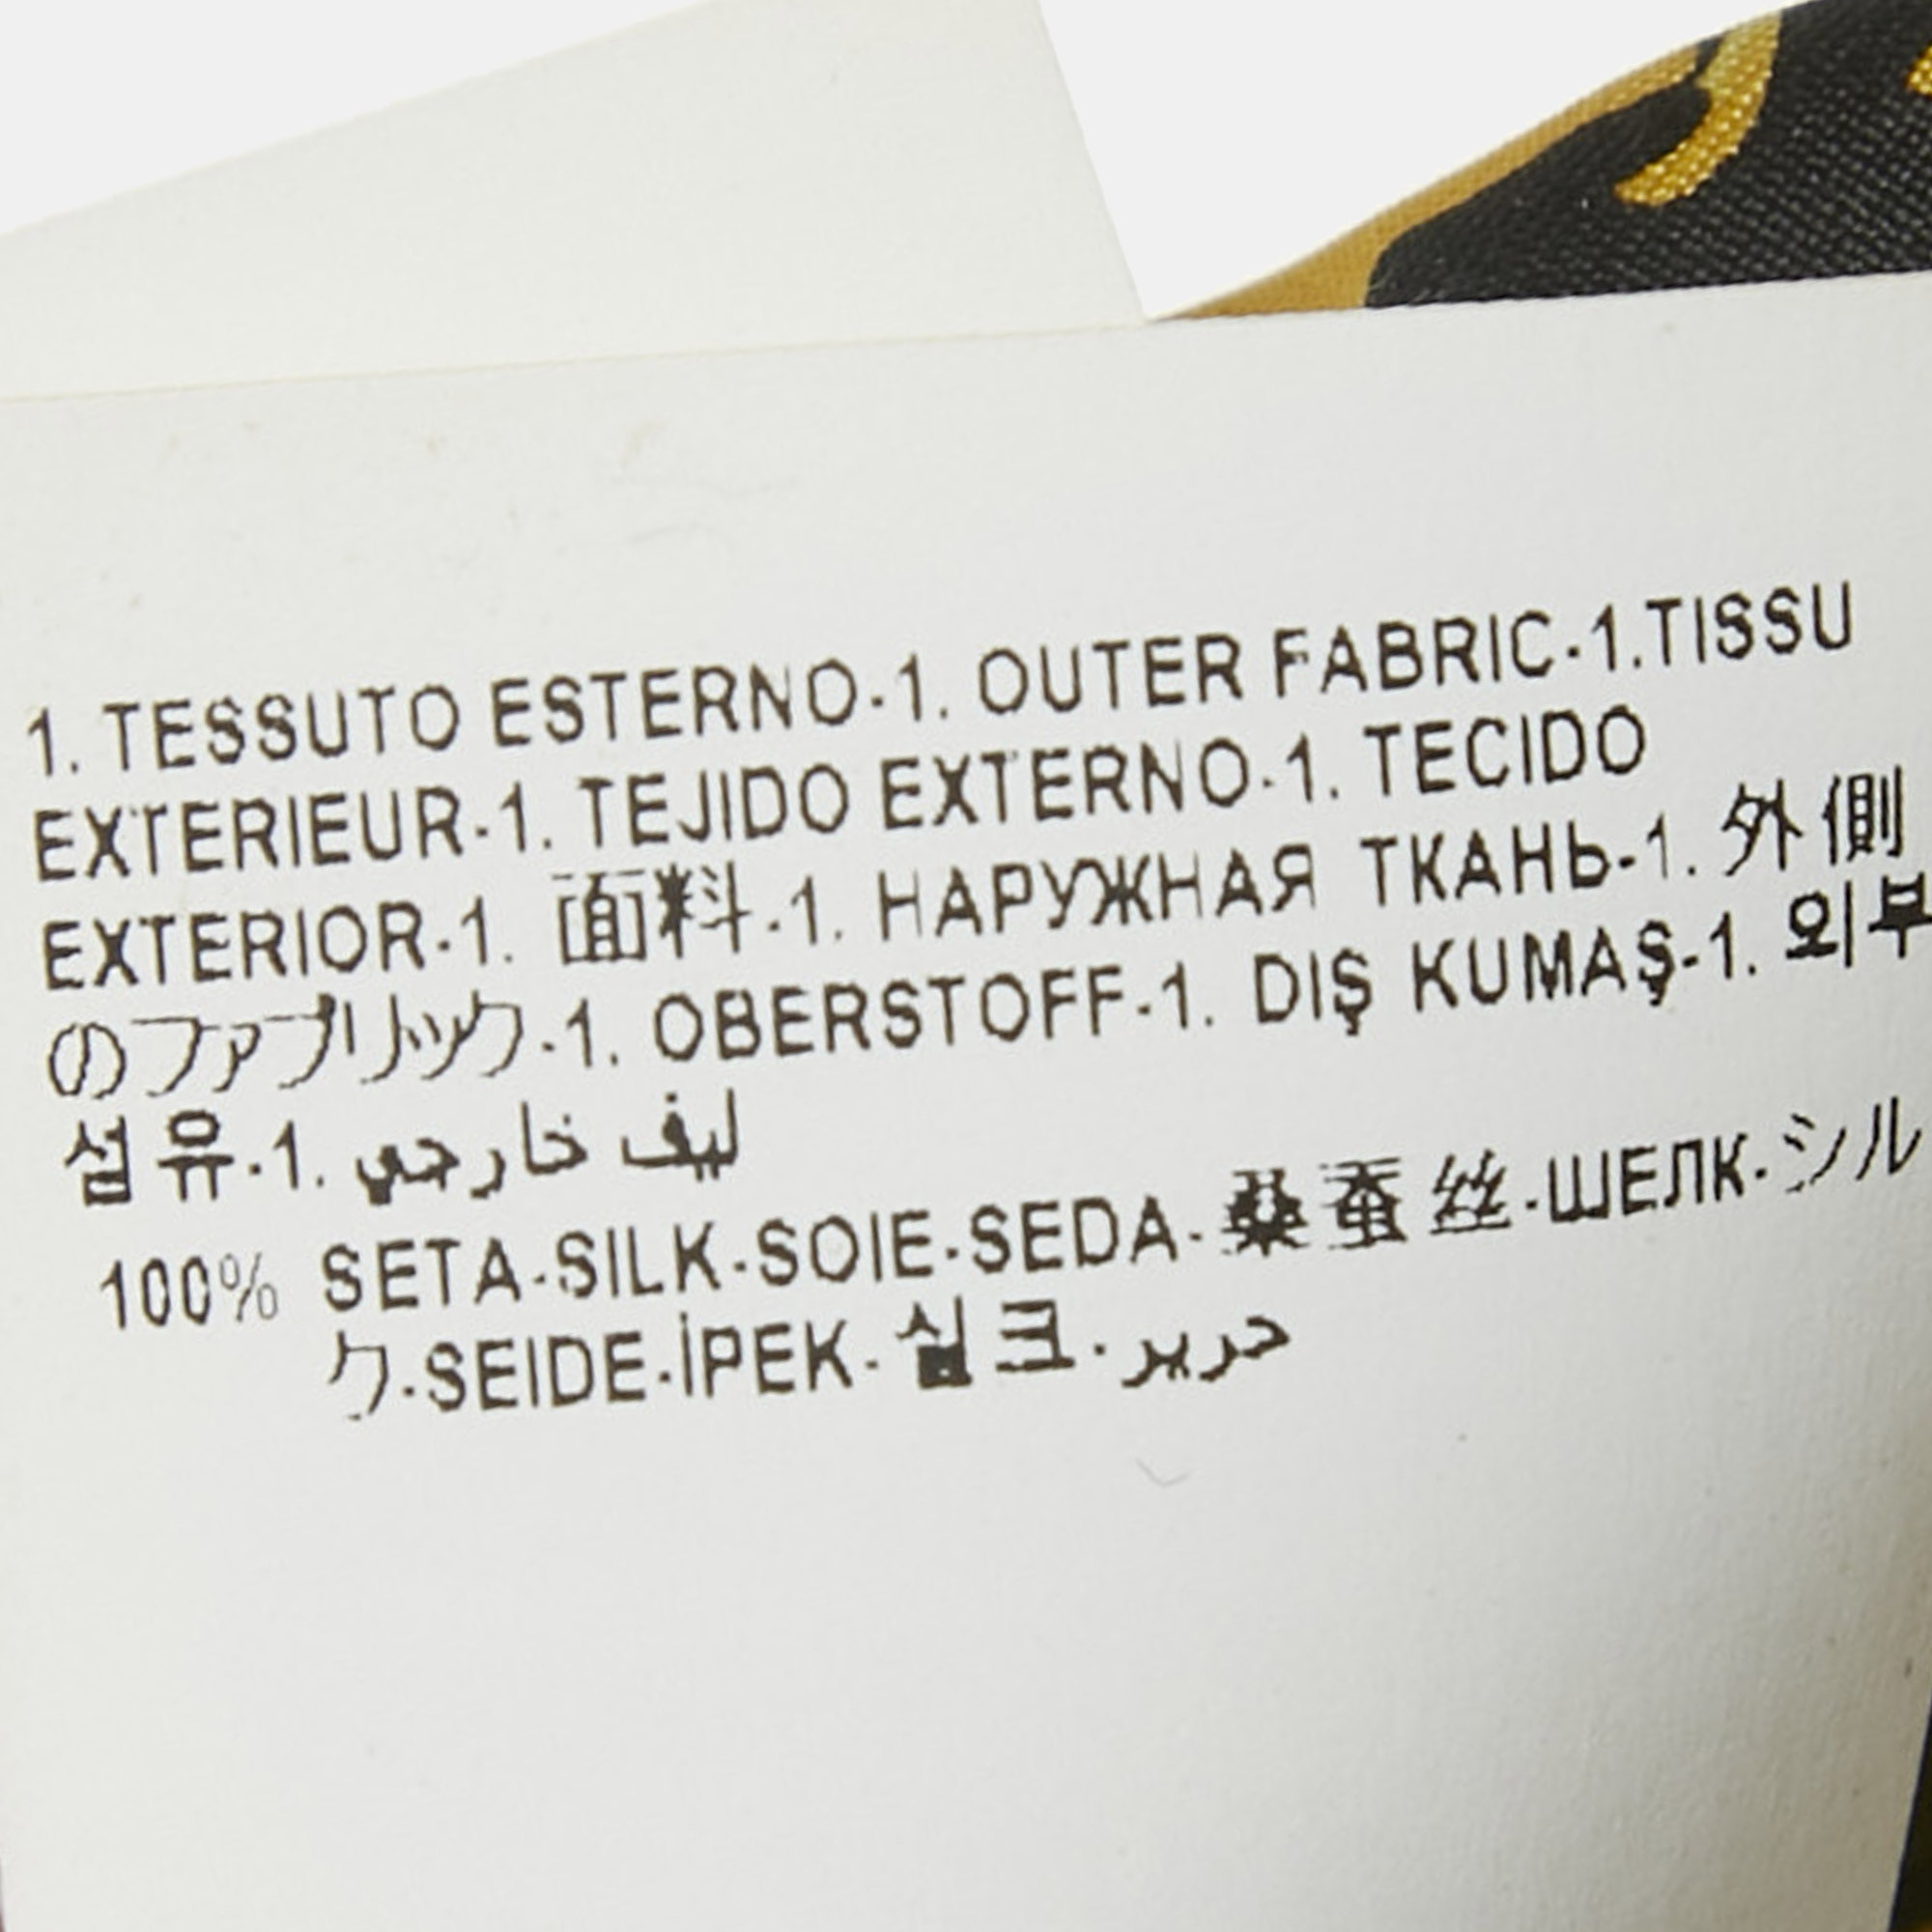 1. TESSUTO ESTERNO-1. OUTER FABRIC-1.TISSU
EXTERIEUR-1. TEJIDO EXTERNO-1. TECIDO
EXTERIOR-1. 面料-1. НАРУЖНАЯ ТКАНЬ-1. 外側
のファブリック-1. OBERSTOFF-1. DIŞ KUMAŞ-1. 외부
섬유-1. ليف خارجي
100% SETA-SILK-SOIE-SEDA-桑蚕丝-ШЕЛК-シル
ク-SEIDE-İPEK-실크-حرير